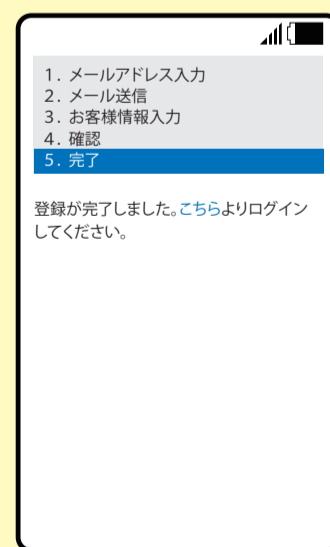 1. メールアドレス入力
2. メール送信
3. お客様情報入力
4. 確認
5. 完了
登録が完了しました。こちらよりログイン
してください。